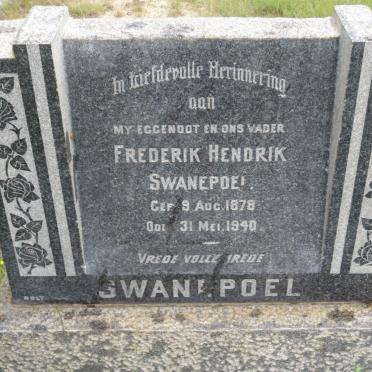 In Liefdevolle Herinnering
aan
MY EGGENOOT EN ONS VADER
FREDERIK HENDRIK
SWANEPOEL.
GEB. 9 AUG. 1878
OOR. 31 MEI. 1940
VREDE VOLLE VREDE
SWANEPOEL